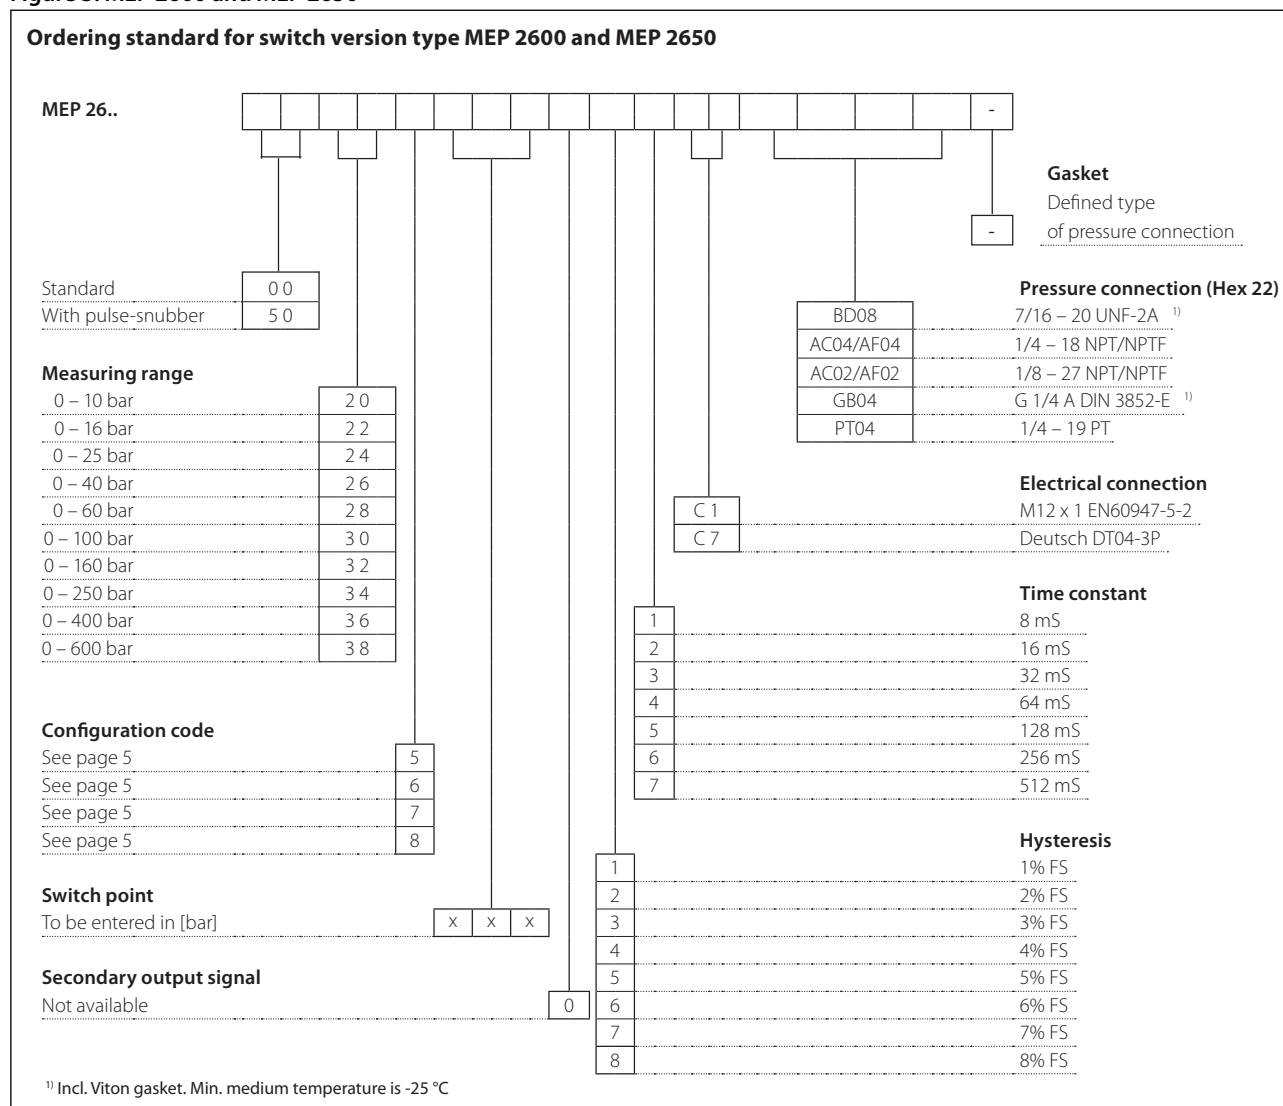 Ordering standard for switch version type MEP 2600 and MEP 2650
MEP 26..
-
Gasket
Defined type
- of pressure connection
Standard 0 0
With pulse-snubber 5 0
Pressure connection (Hex 22)
BD08 7/16 – 20 UNF-2A 1)
AC04/AF04 1/4 – 18 NPT/NPTF
AC02/AF02 1/8 – 27 NPT/NPTF
GB04 G 1/4 A DIN 3852-E 1)
PT04 1/4 – 19 PT
Measuring range
0 – 10 bar 2 0
0 – 16 bar 2 2
0 – 25 bar 2 4
0 – 40 bar 2 6
0 – 60 bar 2 8
0 – 100 bar 3 0
0 – 160 bar 3 2
0 – 250 bar 3 4
0 – 400 bar 3 6
0 – 600 bar 3 8
Electrical connection
C 1 M12 x 1 EN60947-5-2
C 7 Deutsch DT04-3P
Time constant
1 8 mS
2 16 mS
3 32 mS
4 64 mS
5 128 mS
6 256 mS
7 512 mS
Configuration code
See page 5 5
See page 5 6
See page 5 7
See page 5 8
Switch point
To be entered in [bar] x x x
Secondary output signal
Not available 0
Hysteresis
1 1% FS
2 2% FS
3 3% FS
4 4% FS
5 5% FS
6 6% FS
7 7% FS
8 8% FS
1) Incl. Viton gasket. Min. medium temperature is -25 °C